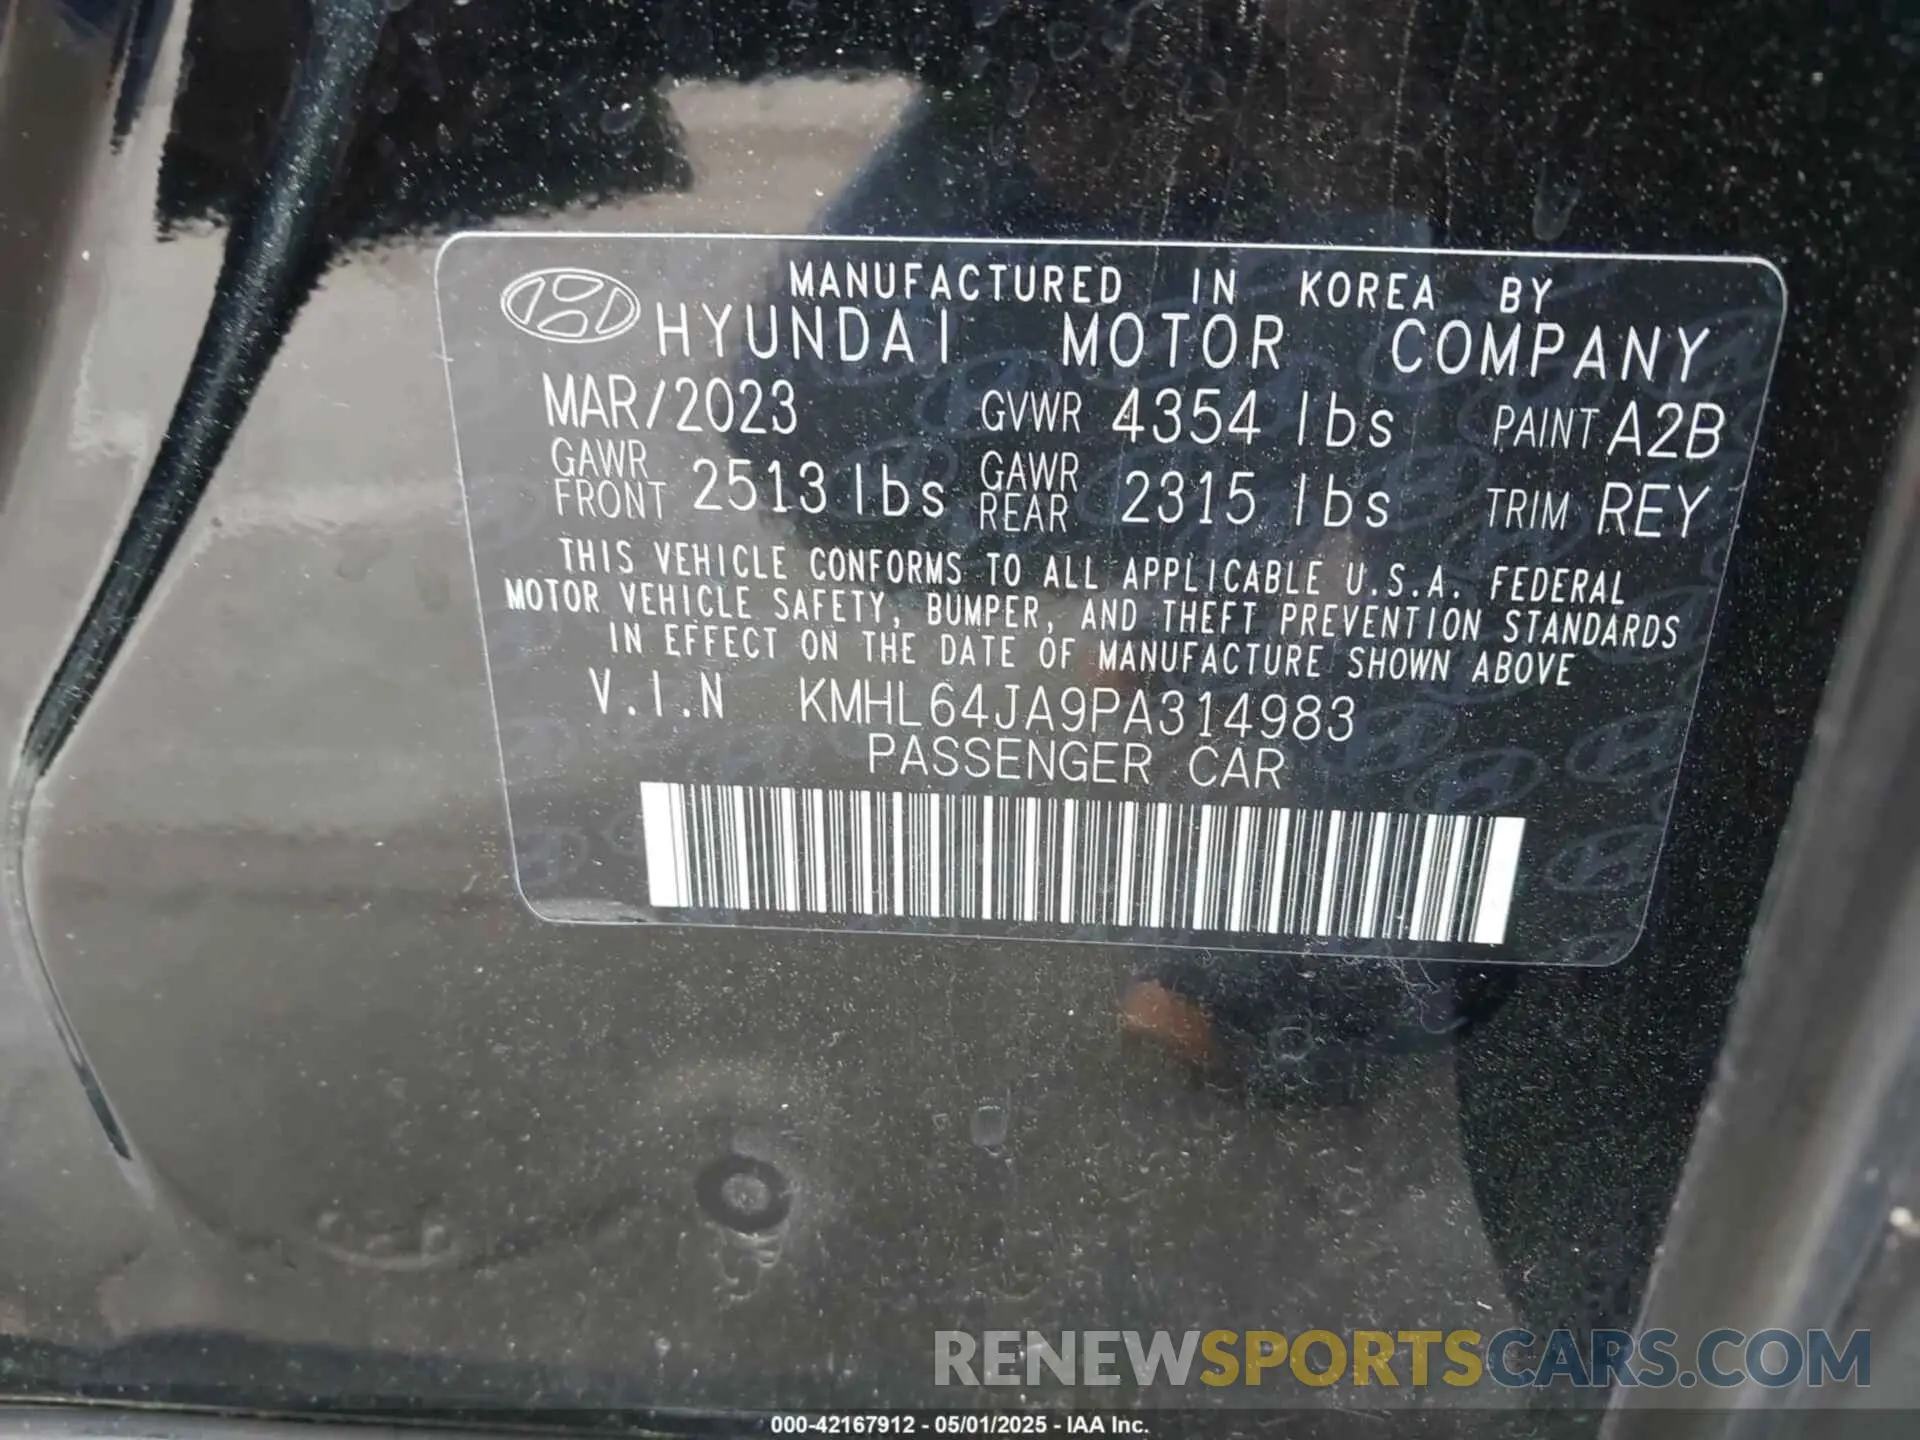 MANUFACTURED IN KOREA BY
HYUNDAI MOTOR COMPANY
MAR/2023 GVWR 4354 lbs PAINT A2B
GAWR FRONT 2513 lbs GAWR REAR 2315 lbs TRIM REY
THIS VEHICLE CONFORMS TO ALL APPLICABLE U.S.A. FEDERAL
MOTOR VEHICLE SAFETY, BUMPER, AND THEFT PREVENTION STANDARDS
IN EFFECT ON THE DATE OF MANUFACTURE SHOWN ABOVE
V.I.N KMHL64JA9PA314983
PASSENGER CAR
RENEWSPORTSCARS.COM
000-42167912 - 05/01/2025 - IAA Inc.